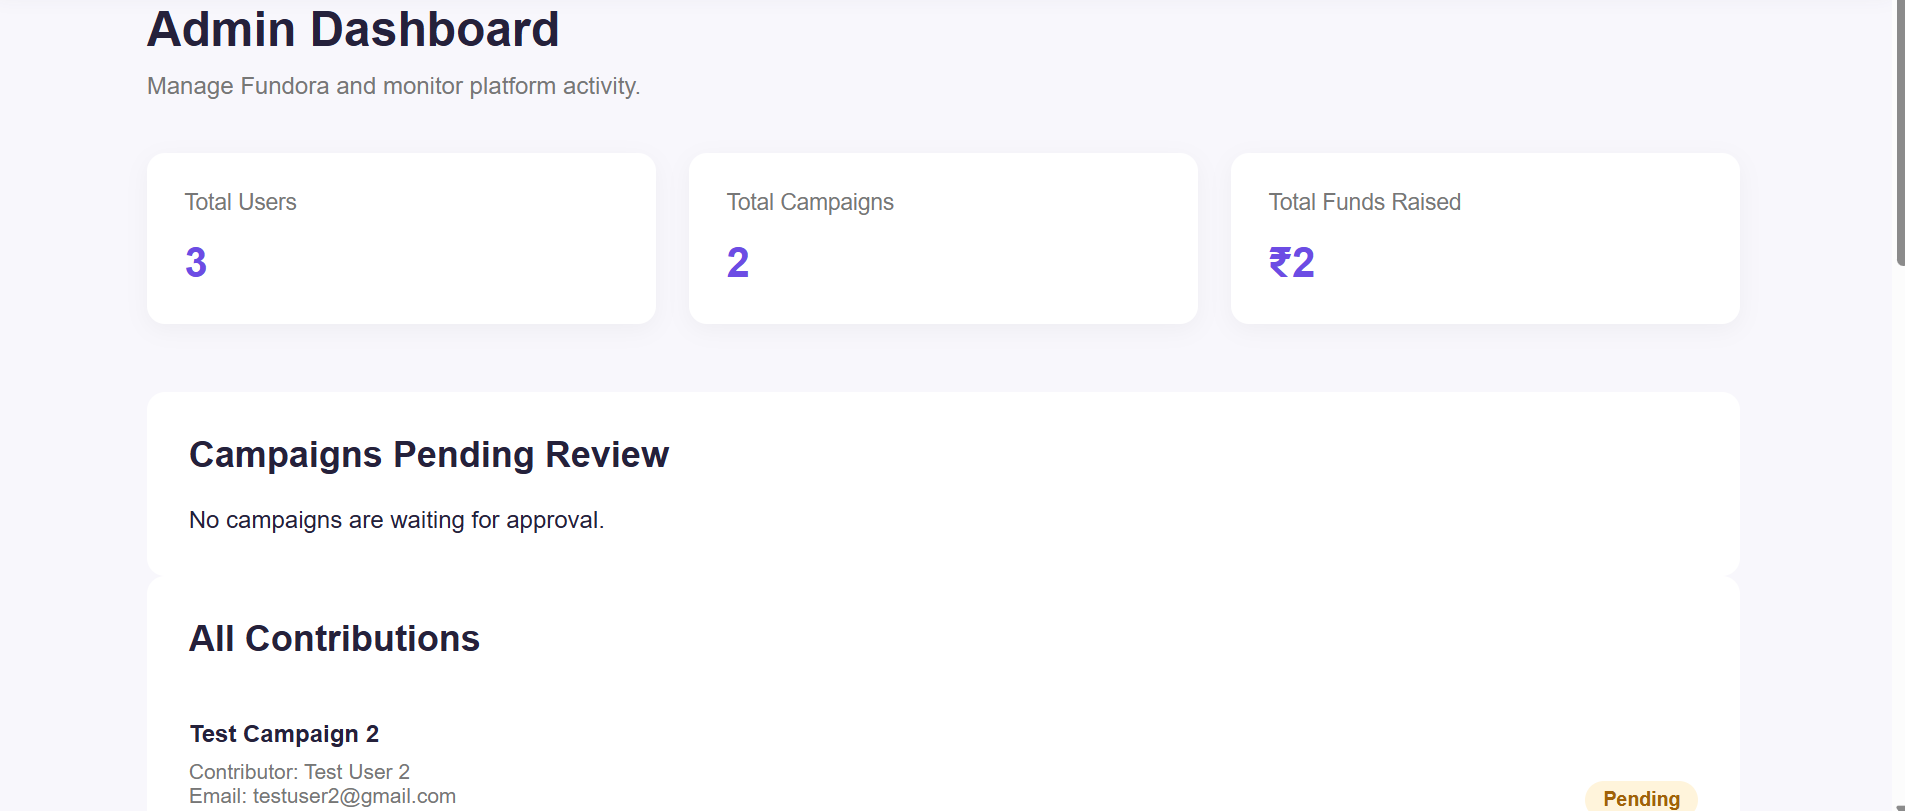 Admin Dashboard
Manage Fundora and monitor platform activity.
Total Users
3
Total Campaigns
2
Total Funds Raised
₹2
Campaigns Pending Review
No campaigns are waiting for approval.
All Contributions
Test Campaign 2
Contributor: Test User 2
Email: testuser2@gmail.com
Pending